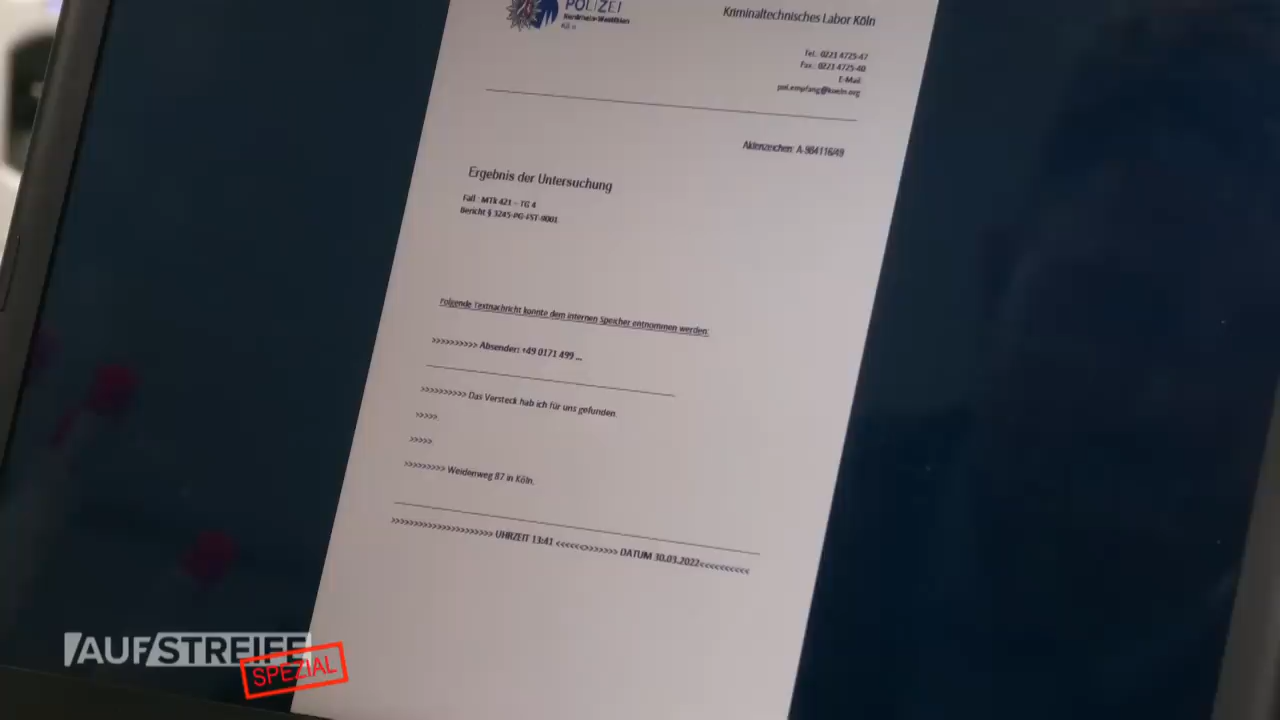 POLIZEI
Nordrhein-Westfalen
Köln
Kriminaltechnisches Labor Köln
Tel.: 0221 4725-47
Fax.: 0221 4725-40
E-Mail:
pol.empfang@koeln.org
Aktenzeichen: A-984116/49
Ergebnis der Untersuchung
Fall : MTk 421 – TG 4
Bericht § 3245-PG-FST-9001
Folgende Textnachricht konnte dem internen Speicher entnommen werden:
>>>>>>>>>> Absender: +49 0171 499 ...
>>>>>>>>>> Das Versteck hab ich für uns gefunden.
>>>>>.
>>>>>.
>>>>>>>>> Weidenweg 87 in Köln.
>>>>>>>>>>>>>>>>>>>>>> UHRZEIT 13:41 <<<<<<>>>>>>> DATUM 30.03.2022<<<<<<<<<<
AUF STREIFE
SPEZIAL